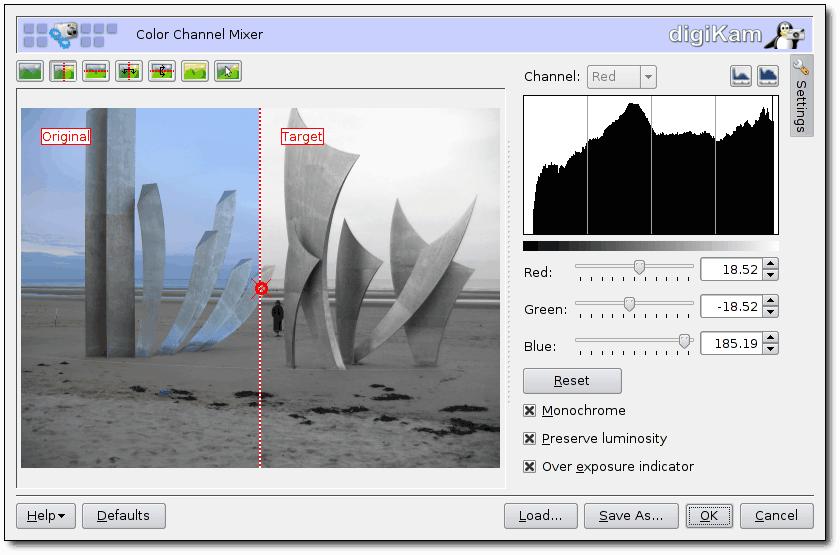 Color Channel Mixer
digiKam
Channel: Red
Settings
Original
Target
Red: 18.52
Green: -18.52
Blue: 185.19
Reset
Monochrome
Preserve luminosity
Over exposure indicator
Help
Defaults
Load...
Save As...
OK
Cancel